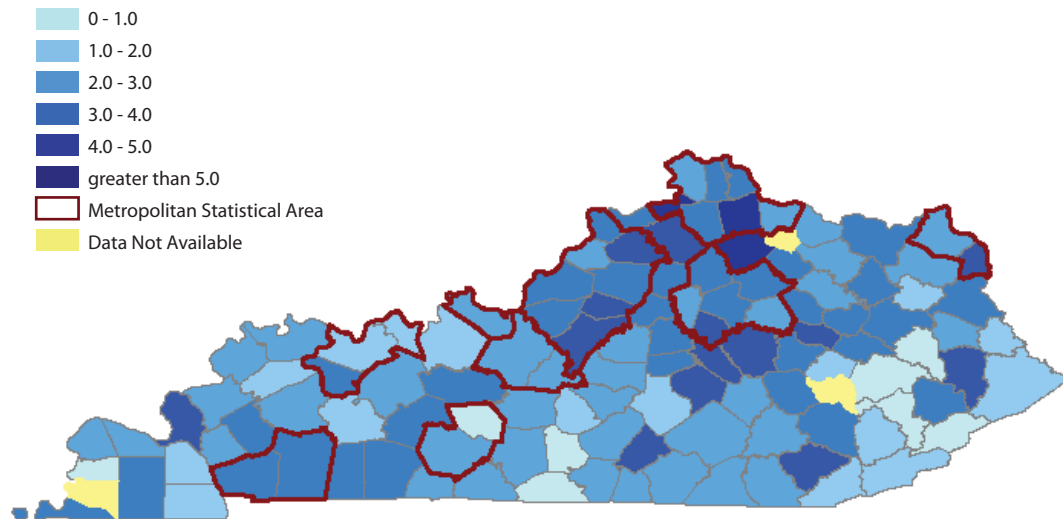 0 - 1.0
1.0 - 2.0
2.0 - 3.0
3.0 - 4.0
4.0 - 5.0
greater than 5.0
Metropolitan Statistical Area
Data Not Available